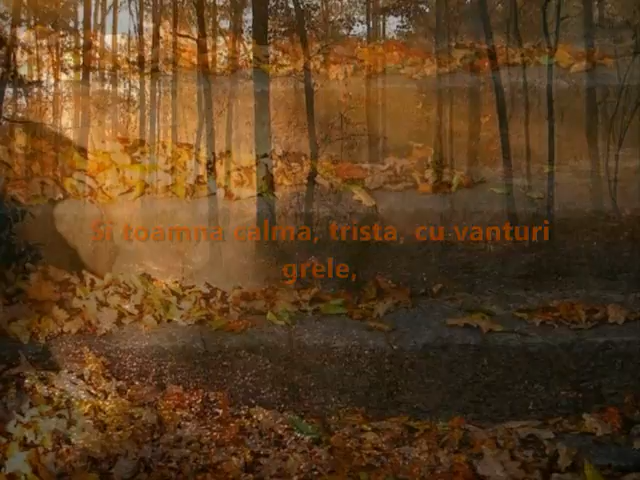 Si toamna calma, trista, cu vanturi
grele,